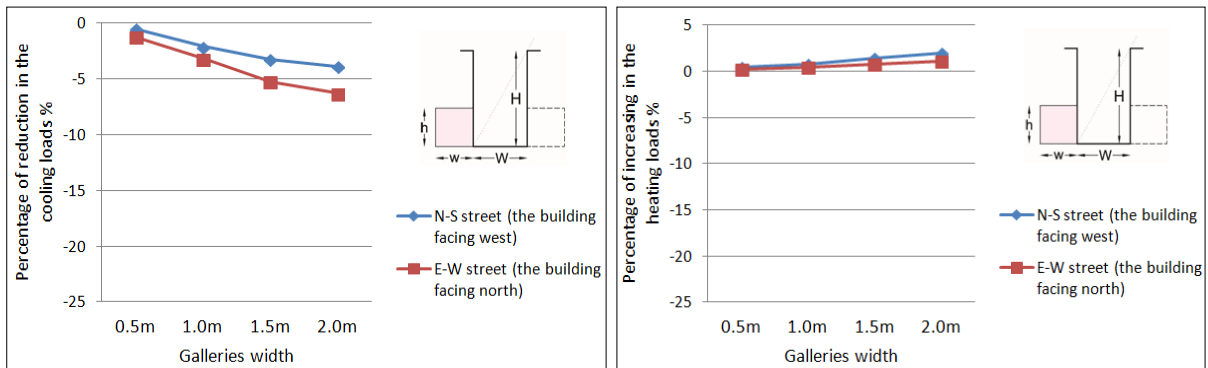 Percentage of reduction in the
cooling loads %
0
-5
-10
-15
-20
-25
0.5m 1.0m 1.5m 2.0m
Galleries width
h
H
w
W
N-S street (the building
facing west)
E-W street (the building
facing north)
Percentage of increasing in the
heating loads %
5
0
-5
-10
-15
-20
-25
0.5m 1.0m 1.5m 2.0m
Galleries width
h
H
w
W
N-S street (the building
facing west)
E-W street (the building
facing north)